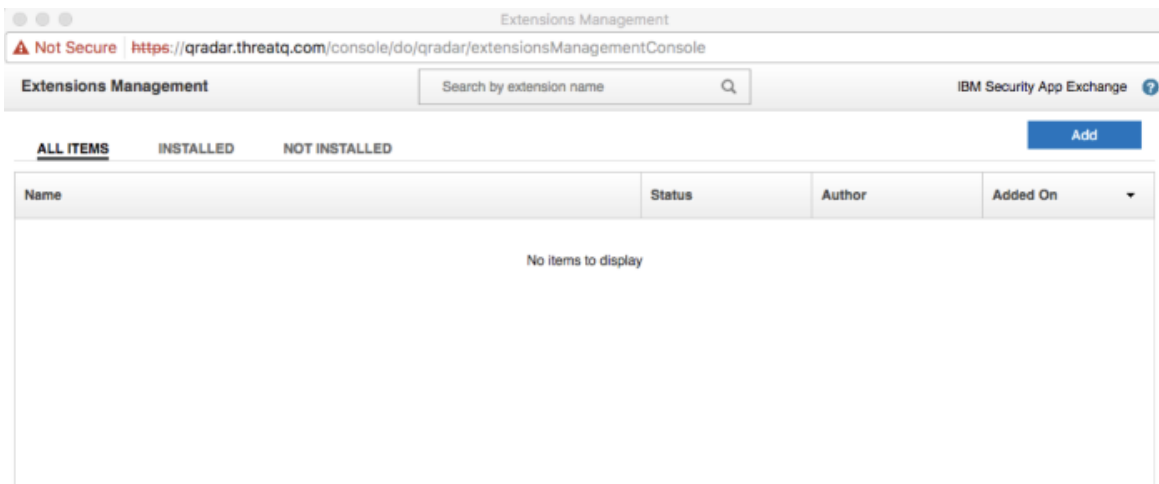 Extensions Management
Not Secure https://qradar.threatq.com/console/do/qradar/extensionsManagementConsole
Extensions Management Search by extension name IBM Security App Exchange ?
Add
ALL ITEMS INSTALLED NOT INSTALLED
Name Status Author Added On
No items to display